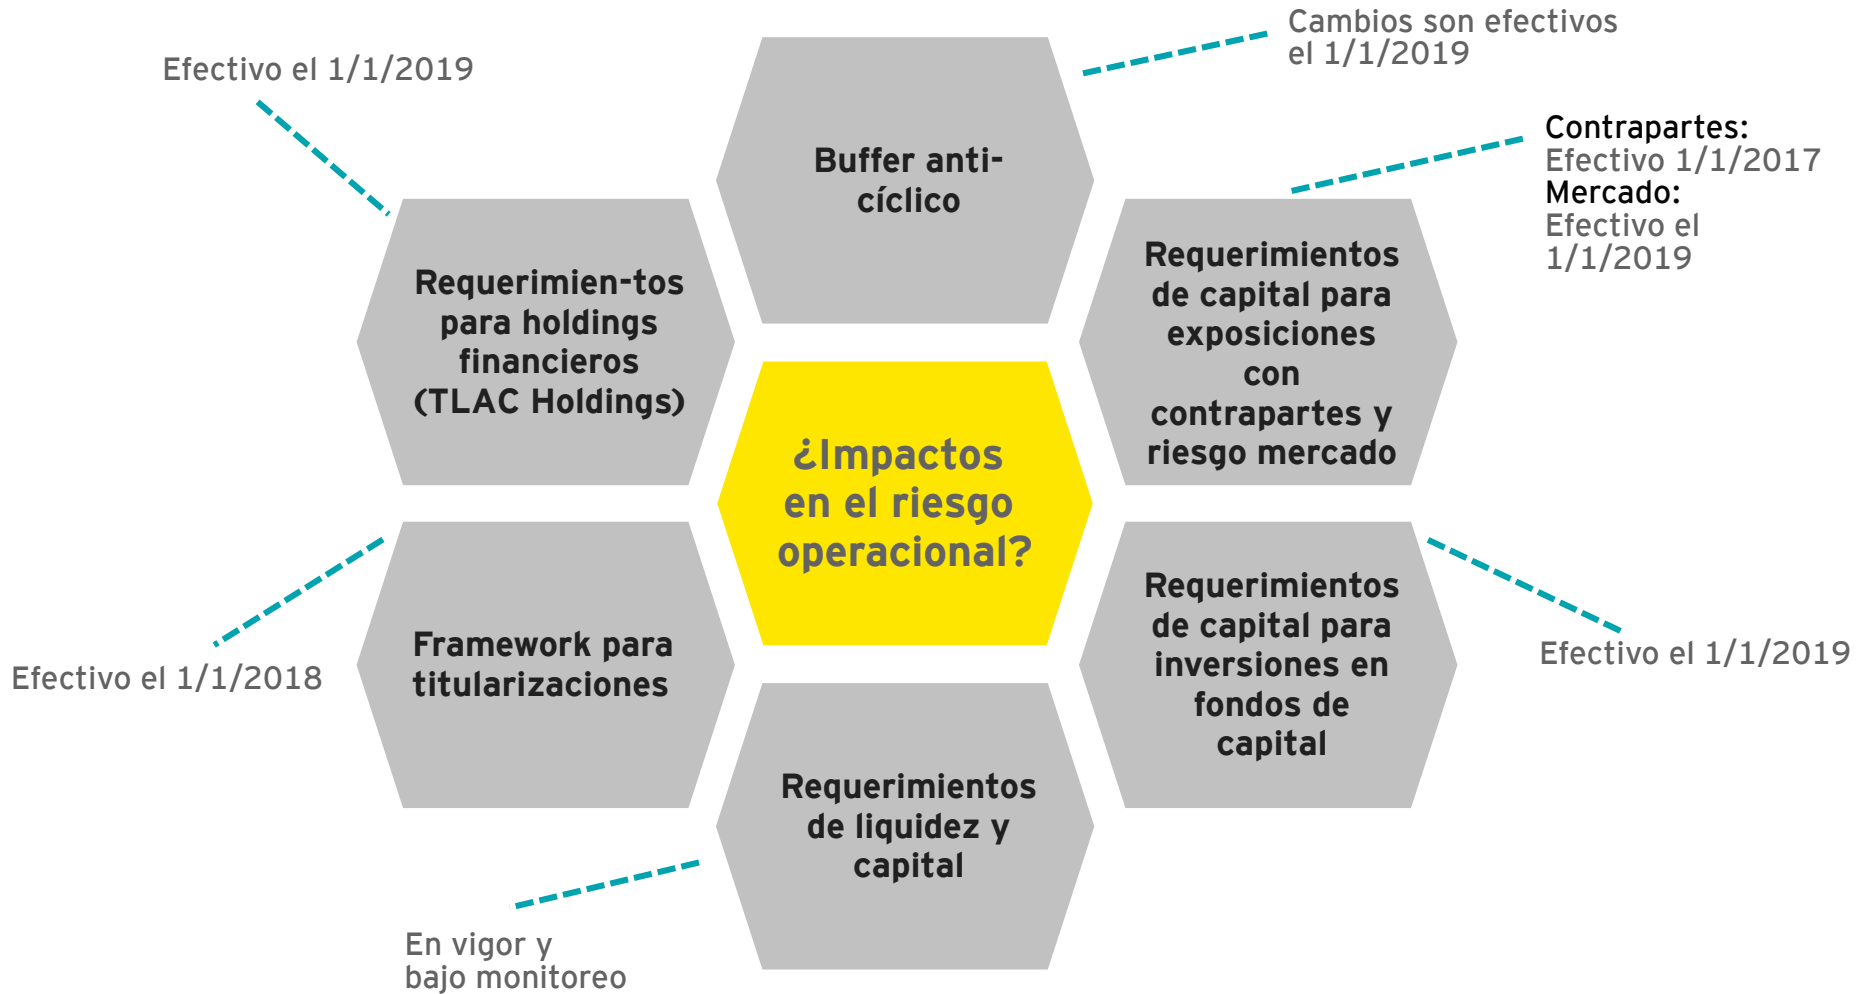 Cambios son efectivos
el 1/1/2019
Efectivo el 1/1/2019
Contrapartes:
Efectivo 1/1/2017
Mercado:
Efectivo el
1/1/2019
Buffer anti-
cíclico
Requerimien-tos
para holdings
financieros
(TLAC Holdings)
Requerimientos
de capital para
exposiciones
con
contrapartes y
riesgo mercado
¿Impactos
en el riesgo
operacional?
Framework para
titularizaciones
Requerimientos
de capital para
inversiones en
fondos de
capital
Efectivo el 1/1/2018
Efectivo el 1/1/2019
Requerimientos
de liquidez y
capital
En vigor y
bajo monitoreo